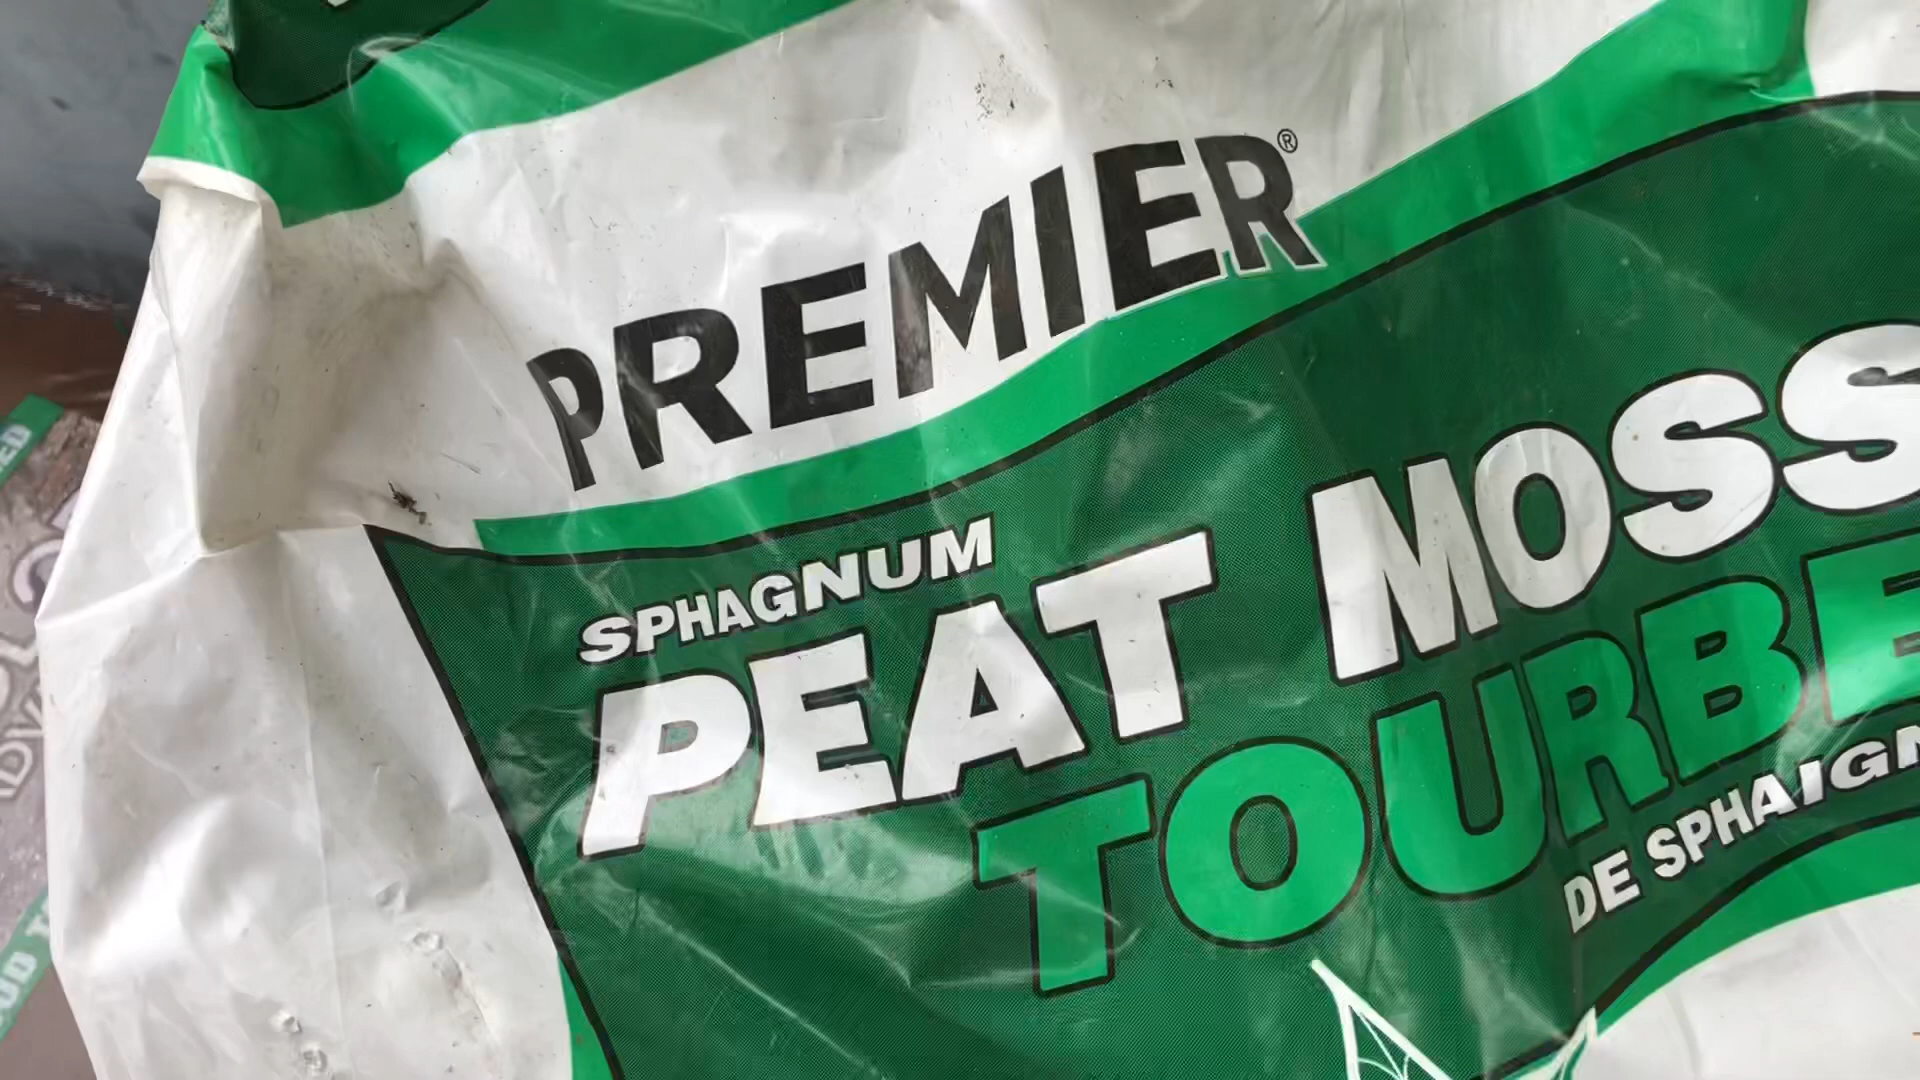 PREMIER®
SPHAGNUM
PEAT MOSS
TOURBE
DE SPHAIGN